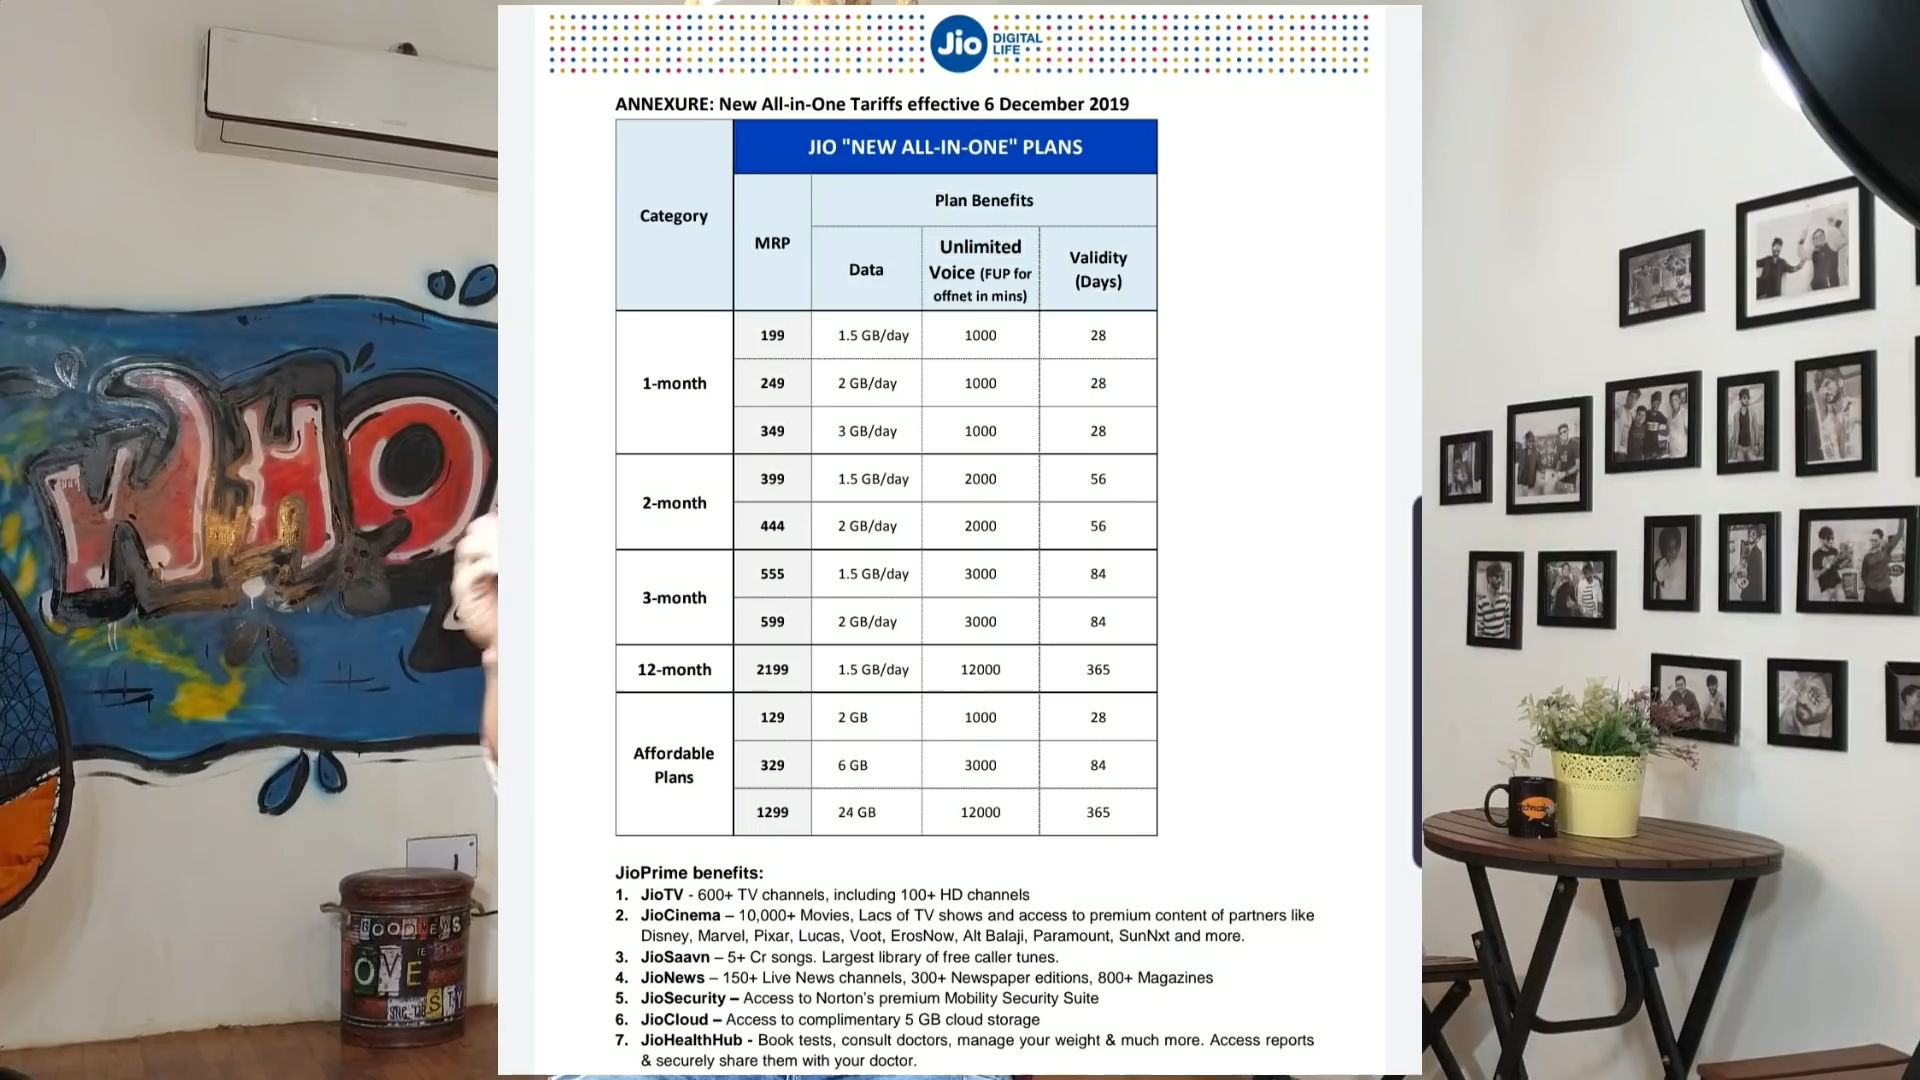 Jio DIGITAL
LIFE
ANNEXURE: New All-in-One Tariffs effective 6 December 2019
Category
JIO "NEW ALL-IN-ONE" PLANS
MRP
Plan Benefits
Data
Unlimited
Voice (FUP for
offnet in mins)
Validity
(Days)
1-month
199 1.5 GB/day 1000 28
249 2 GB/day 1000 28
349 3 GB/day 1000 28
2-month
399 1.5 GB/day 2000 56
444 2 GB/day 2000 56
3-month
555 1.5 GB/day 3000 84
599 2 GB/day 3000 84
12-month 2199 1.5 GB/day 12000 365
Affordable
Plans
129 2 GB 1000 28
329 6 GB 3000 84
1299 24 GB 12000 365
JioPrime benefits:
1. JioTV - 600+ TV channels, including 100+ HD channels
2. JioCinema – 10,000+ Movies, Lacs of TV shows and access to premium content of partners like
Disney, Marvel, Pixar, Lucas, Voot, ErosNow, Alt Balaji, Paramount, SunNxt and more.
3. JioSaavn – 5+ Cr songs. Largest library of free caller tunes.
4. JioNews – 150+ Live News channels, 300+ Newspaper editions, 800+ Magazines
5. JioSecurity – Access to Norton's premium Mobility Security Suite
6. JioCloud – Access to complimentary 5 GB cloud storage
7. JioHealthHub - Book tests, consult doctors, manage your weight & much more. Access reports
& securely share them with your doctor.
WHO
GOOD NEWS